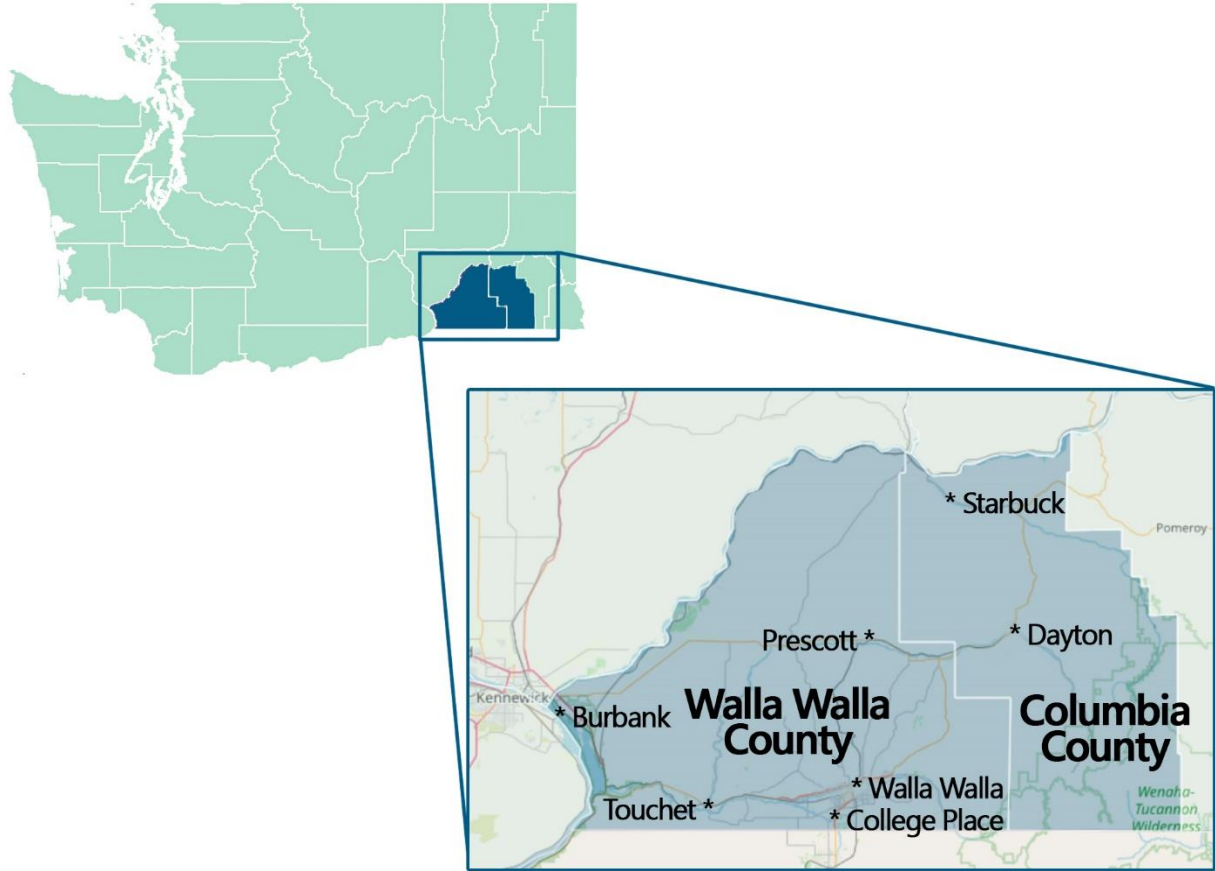 * Starbuck
Pomeroy
Prescott *
* Dayton
Kennewick
* Burbank
Walla Walla
County
Columbia
County
* Walla Walla
Touchet *
* College Place
Wenaha-
Tucannon
Wilderness